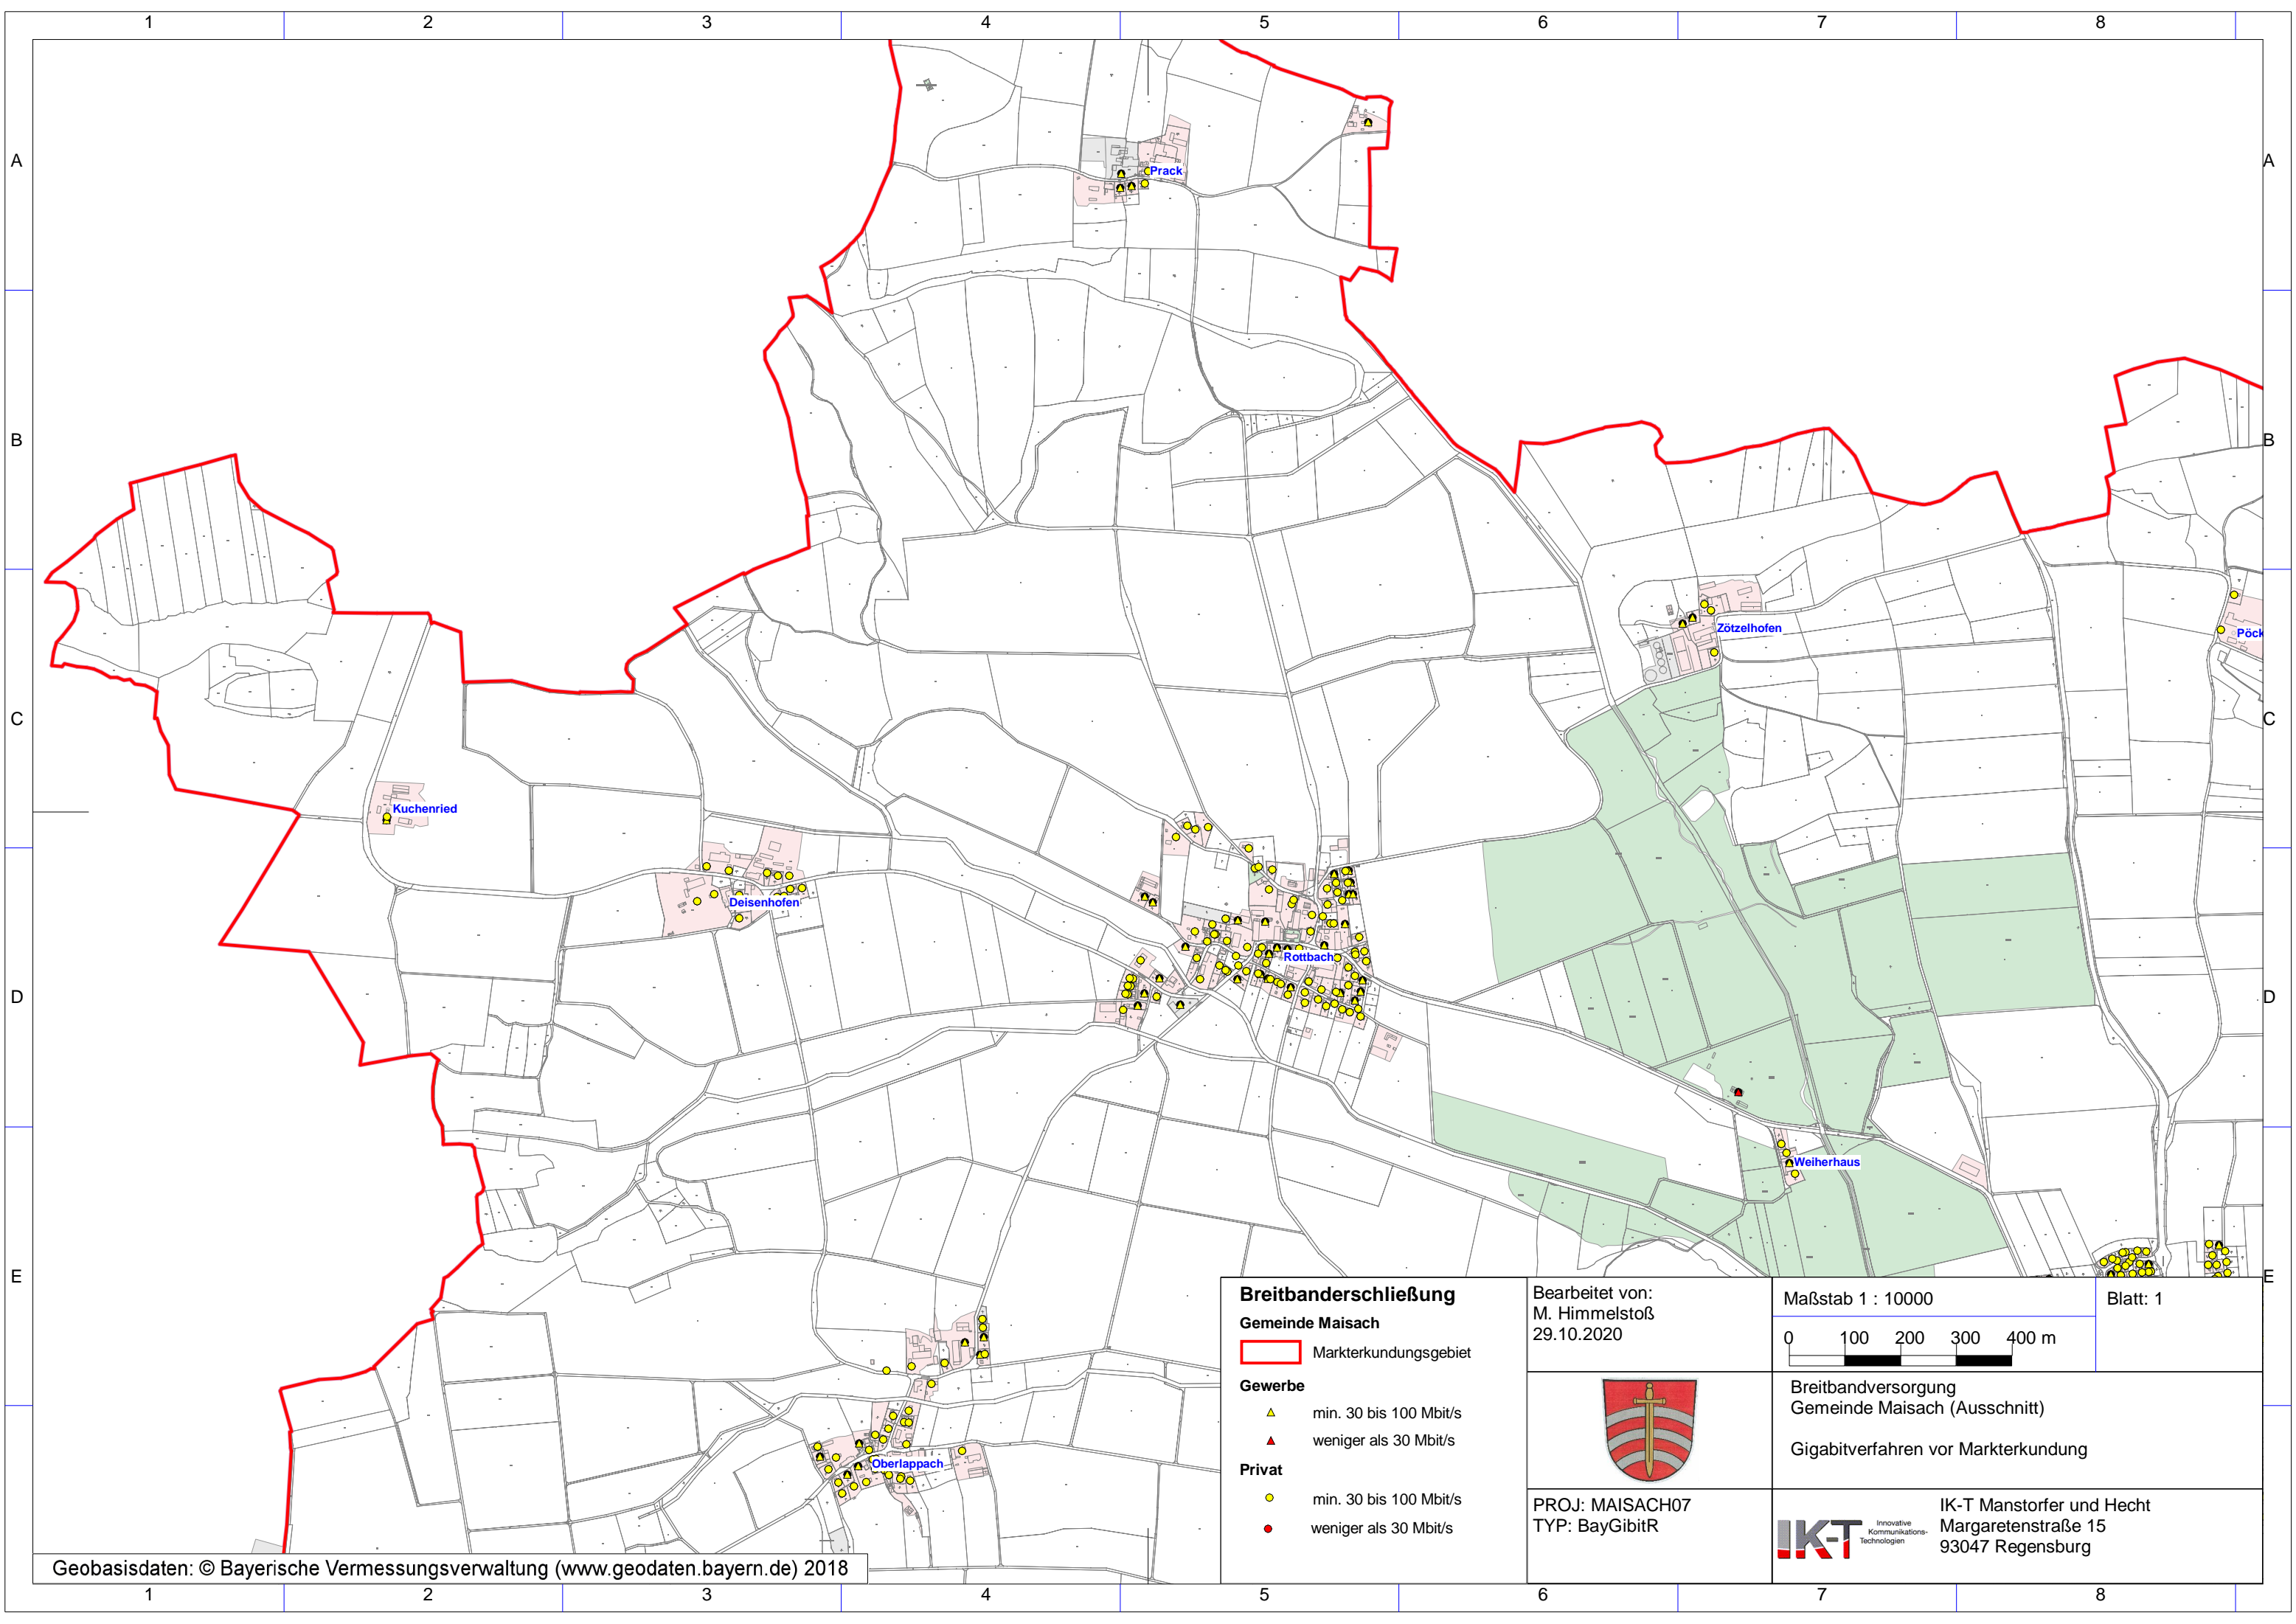 1 2 3 4 5 6 7 8
A A
Prack
B B
Zötzelhofen
Pöck
C C
Kuchenried
Deisenhofen
Rottbach
D D
Weiherhaus
E E
Oberlappach
Breitbanderschließung
Gemeinde Maisach
Markterkundungsgebiet
Gewerbe
min. 30 bis 100 Mbit/s
weniger als 30 Mbit/s
Privat
min. 30 bis 100 Mbit/s
weniger als 30 Mbit/s
Bearbeitet von:
M. Himmelstoß
29.10.2020
Maßstab 1 : 10000
0 100 200 300 400 m
Blatt: 1
Breitbandversorgung
Gemeinde Maisach (Ausschnitt)
Gigabitverfahren vor Markterkundung
PROJ: MAISACH07
TYP: BayGibitR
IK-T
Innovative
Kommunikations-
Technologien
IK-T Manstorfer und Hecht
Margaretenstraße 15
93047 Regensburg
Geobasisdaten: © Bayerische Vermessungsverwaltung (www.geodaten.bayern.de) 2018
1 2 3 4 5 6 7 8